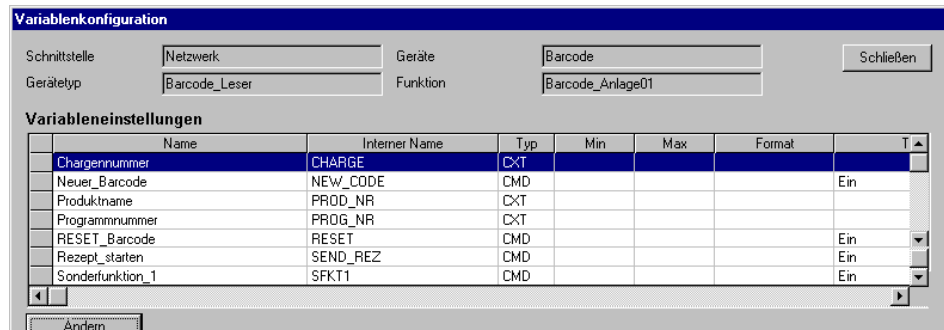 Variablenkonfiguration
Schnittstelle Netzwerk Geräte Barcode Schließen
Gerätetyp Barcode_Leser Funktion Barcode_Anlage01
Variableneinstellungen
Name Interner Name Typ Min Max Format T
Chargennummer CHARGE CXT
Neuer_Barcode NEW_CODE CMD Ein
Produktname PROD_NR CXT
Programmnummer PROG_NR CXT
RESET_Barcode RESET CMD Ein
Rezept_starten SEND_REZ CMD Ein
Sonderfunktion_1 SFKT1 CMD Ein
Ändern